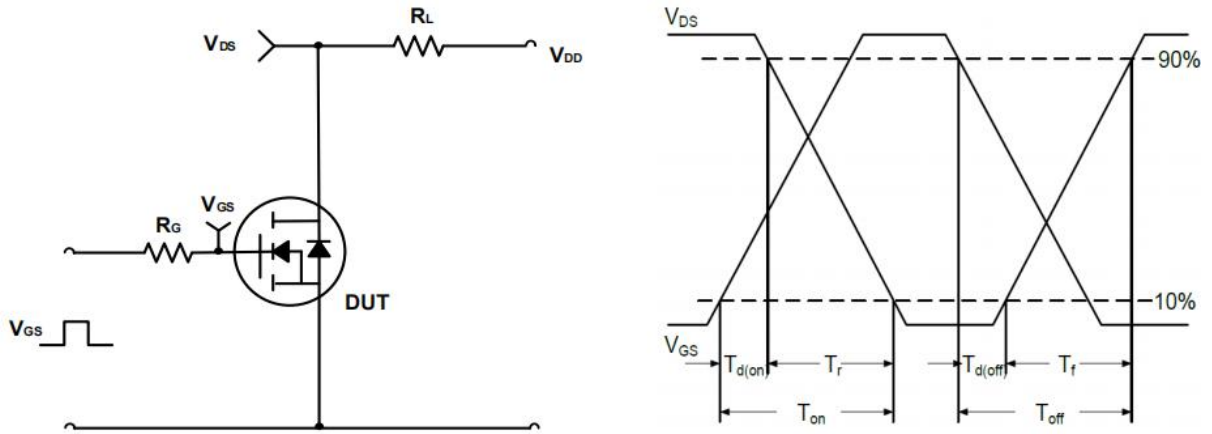 RL
VDS
VDD
VGS
RG
DUT
VGS
VDS
90%
10%
VGS
Td(on)
Tr
Td(off)
Tf
Ton
Toff